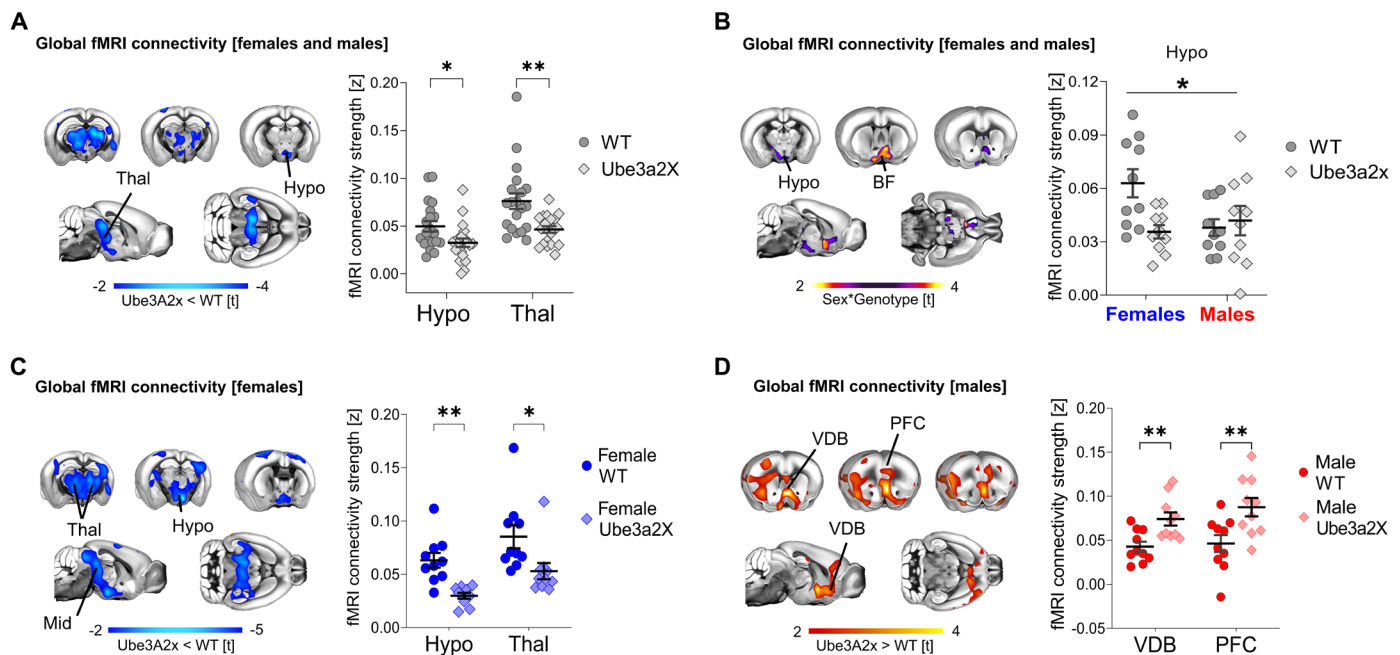 A
Global fMRI connectivity [females and males]
Thal
Hypo
-2
-4
Ube3A2x < WT [t]
fMRI connectivity strength [z]
0.20
0.15
0.10
0.05
0.00
*
**
Hypo
Thal
WT
Ube3a2X
B
Global fMRI connectivity [females and males]
Hypo
BF
2
4
Sex*Genotype [t]
Hypo
fMRI connectivity strength [z]
0.12
0.09
0.06
0.03
0.00
*
Females
Males
WT
Ube3a2x
C
Global fMRI connectivity [females]
Thal
Hypo
Mid
-2
-5
Ube3A2x < WT [t]
fMRI connectivity strength [z]
0.20
0.15
0.10
0.05
0.00
**
*
Hypo
Thal
Female
WT
Female
Ube3a2X
D
Global fMRI connectivity [males]
VDB
PFC
VDB
2
4
Ube3A2x > WT [t]
fMRI connectivity strength [z]
0.20
0.15
0.10
0.05
0.00
-0.05
**
**
VDB
PFC
Male
WT
Male
Ube3a2X